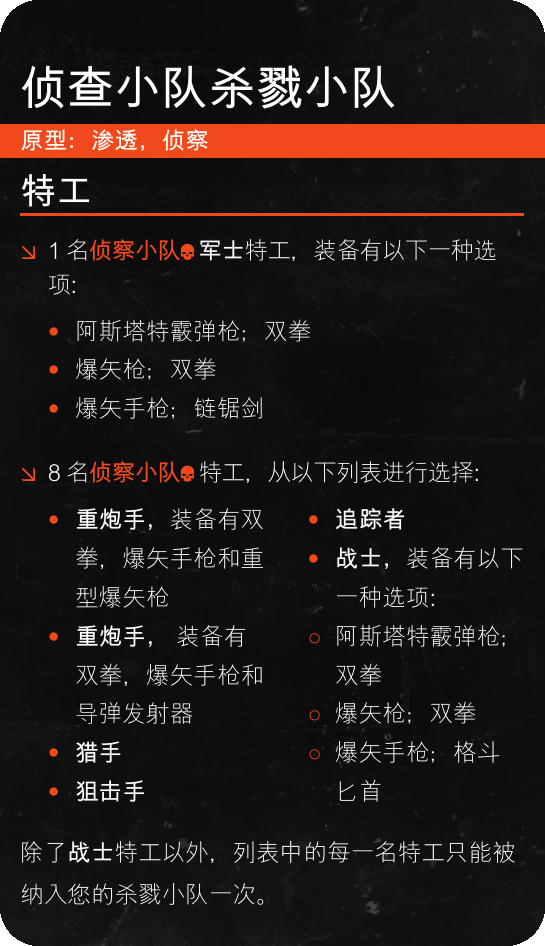 侦查小队杀戮小队
原型：渗透，侦察
特工
1 名侦察小队军士特工，装备有以下一种选
项:
阿斯塔特霰弹枪；双拳
爆矢枪；双拳
爆矢手枪；链锯剑
8 名侦察小队特工，从以下列表进行选择:
重炮手，装备有双
拳，爆矢手枪和重
型爆矢枪
重炮手， 装备有
双拳，爆矢手枪和
导弹发射器
猎手
狙击手
追踪者
战士，装备有以下
一种选项:
阿斯塔特霰弹枪；
双拳
爆矢枪；双拳
爆矢手枪；格斗
匕首
除了战士特工以外，列表中的每一名特工只能被
纳入您的杀戮小队一次。